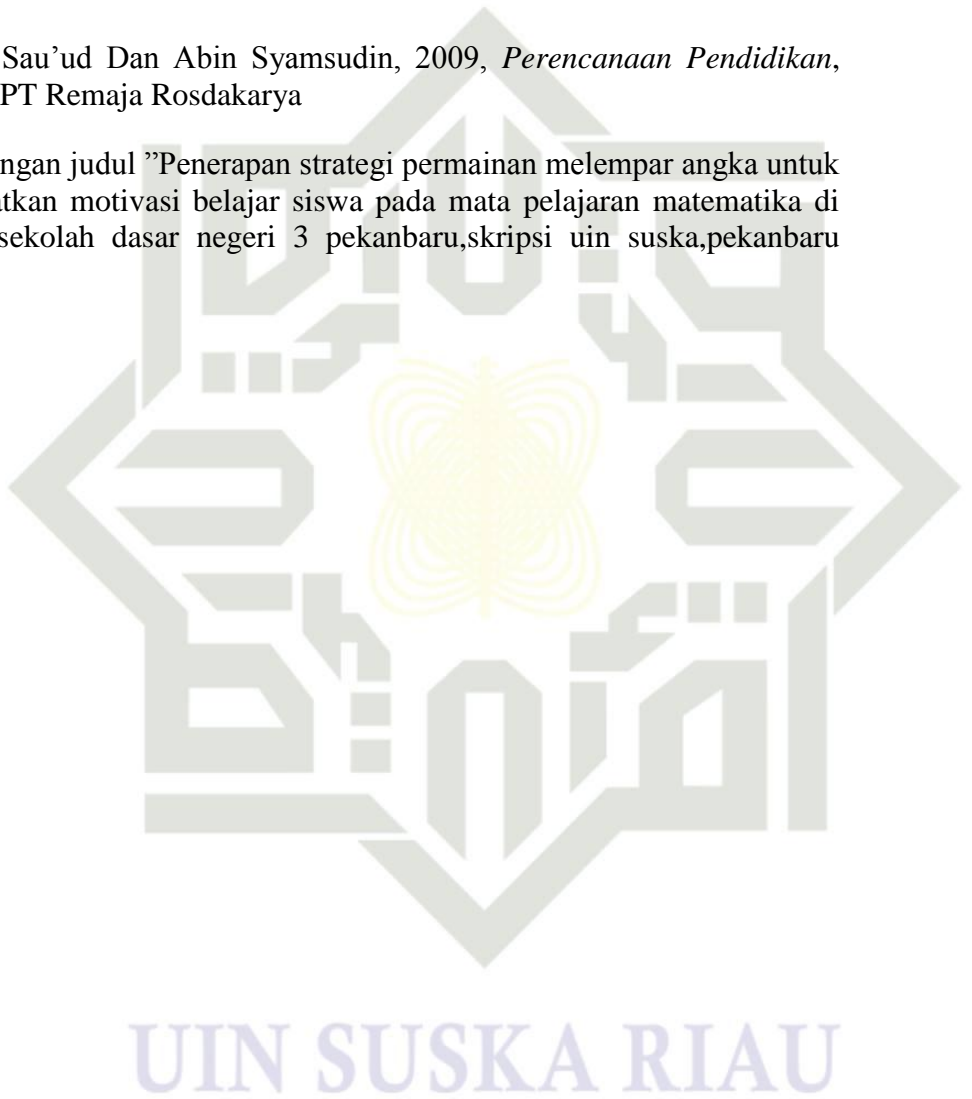 Sau’ud Dan Abin Syamsudin, 2009, Perencanaan Pendidikan,
PT Remaja Rosdakarya
ngan judul ”Penerapan strategi permainan melempar angka untuk
atkan motivasi belajar siswa pada mata pelajaran matematika di
sekolah dasar negeri 3 pekanbaru,skripsi uin suska,pekanbaru
UIN SUSKA RIAU